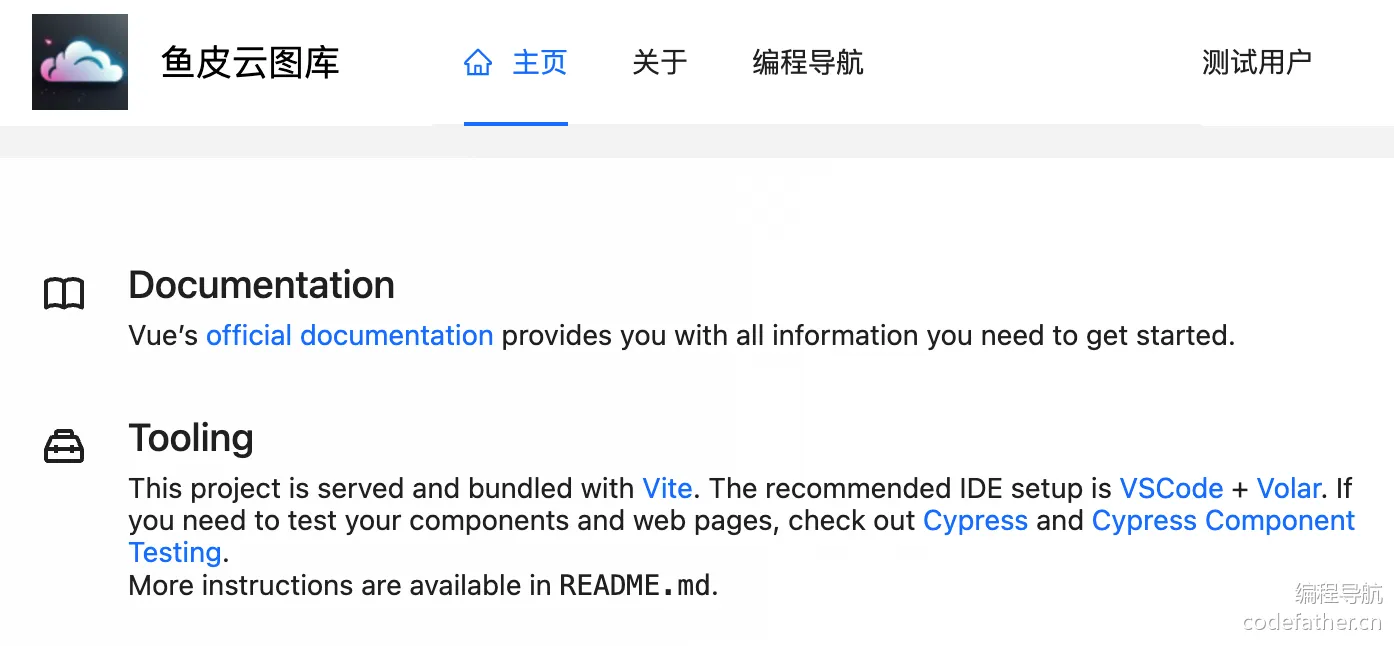 鱼皮云图库 主页 关于 编程导航 测试用户
Documentation
Vue’s official documentation provides you with all information you need to get started.
Tooling
This project is served and bundled with Vite. The recommended IDE setup is VSCode + Volar. If
you need to test your components and web pages, check out Cypress and Cypress Component
Testing.
More instructions are available in README.md.
编程导航
codefather.cn